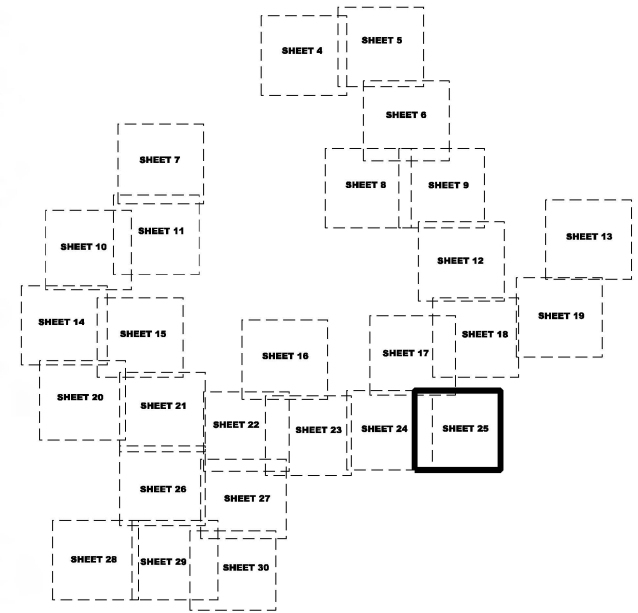 SHEET 4
SHEET 5
SHEET 6
SHEET 7
SHEET 8
SHEET 9
SHEET 10
SHEET 11
SHEET 12
SHEET 13
SHEET 14
SHEET 15
SHEET 16
SHEET 17
SHEET 18
SHEET 19
SHEET 20
SHEET 21
SHEET 22
SHEET 23
SHEET 24
SHEET 25
SHEET 26
SHEET 27
SHEET 28
SHEET 29
SHEET 30